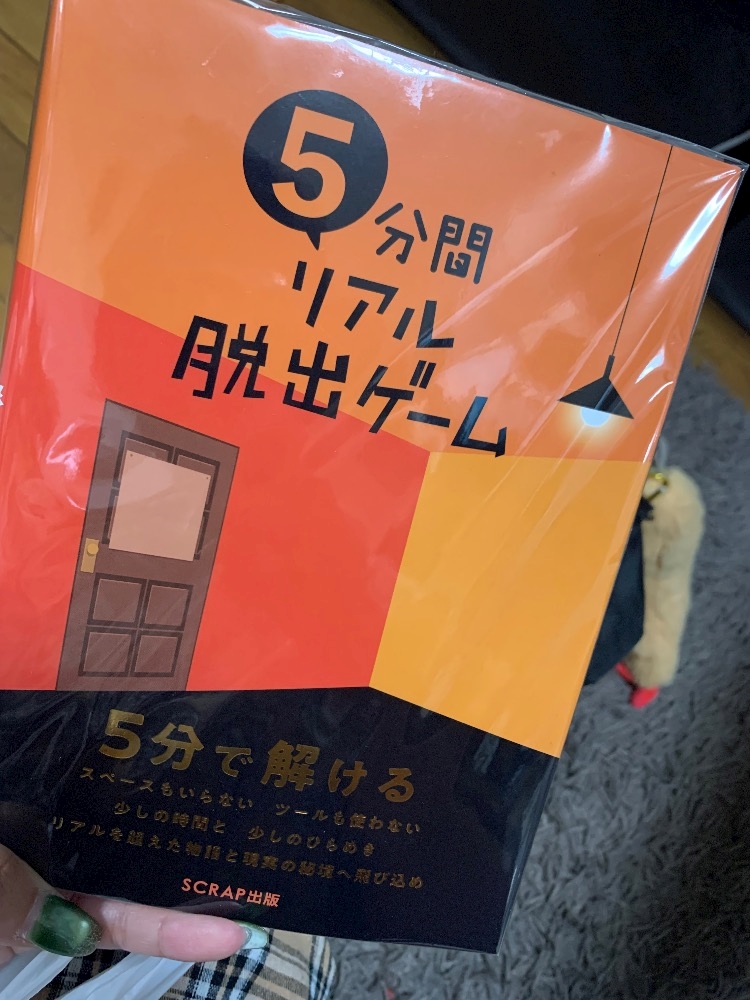 5分間
リアル
脱出ゲーム
5分で解ける
スペースもいらない ツールも使わない
少しの時間と 少しのひらめき
リアルを超えた物語と現実の秘境へ飛び込め
SCRAP出版